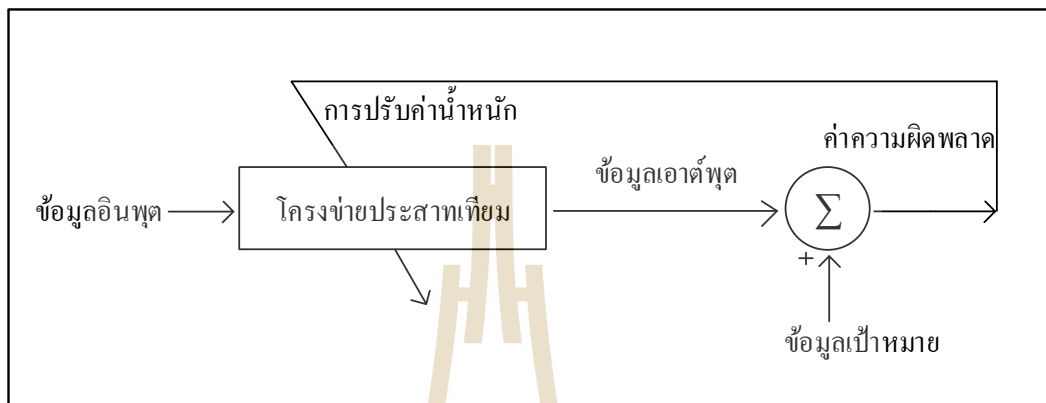 การปรับค่าน้ำหนัก
ค่าความผิดพลาด
ข้อมูลเอาต์พุต
ข้อมูลอินพุต
โครงข่ายประสาทเทียม
Σ
+
ข้อมูลเป้าหมาย